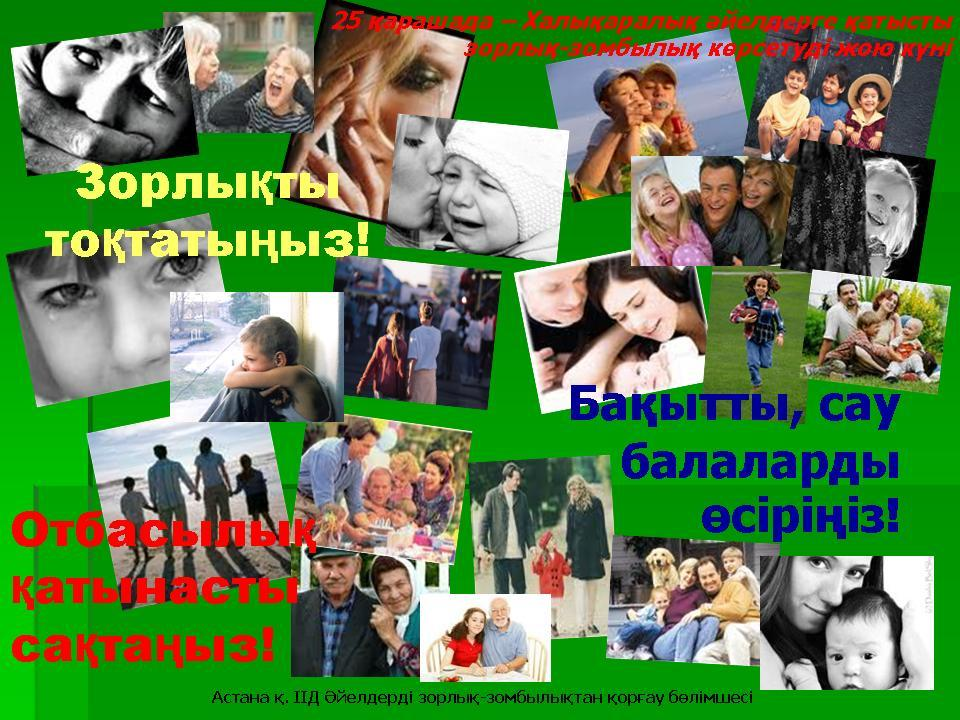 25 қарашада – Халықаралық әйелдерге қатысты
зорлық-зомбылық көрсетуді жою күні
Зорлықты
тоқтатыңыз!
Бақытты, сау
балаларды
өсіріңіз!
Отбасылық
қатынасты
сақтаңыз!
Астана қ. ІІД Әйелдерді зорлық-зомбылықтан қорғау бөлімшесі